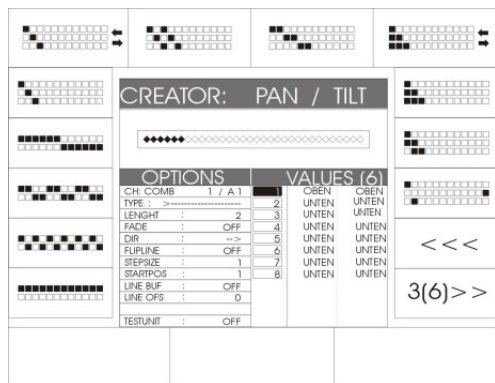 CREATOR: PAN / TILT
OPTIONS
CH: COMB 1 / A 1
TYPE : >----------------------
LENGHT : 2
FADE : OFF
DIR : -->
FLIPLINE : OFF
STEPSIZE : 1
STARTPOS : 1
LINE BUF : OFF
LINE OFS : 0
TESTUNIT : OFF
VALUES (6)
1 OBEN OBEN
2 UNTEN UNTEN
3 UNTEN UNTEN
4 UNTEN UNTEN
5 UNTEN UNTEN
6 UNTEN UNTEN
7 UNTEN UNTEN
8 UNTEN UNTEN
<<<
3(6)>>